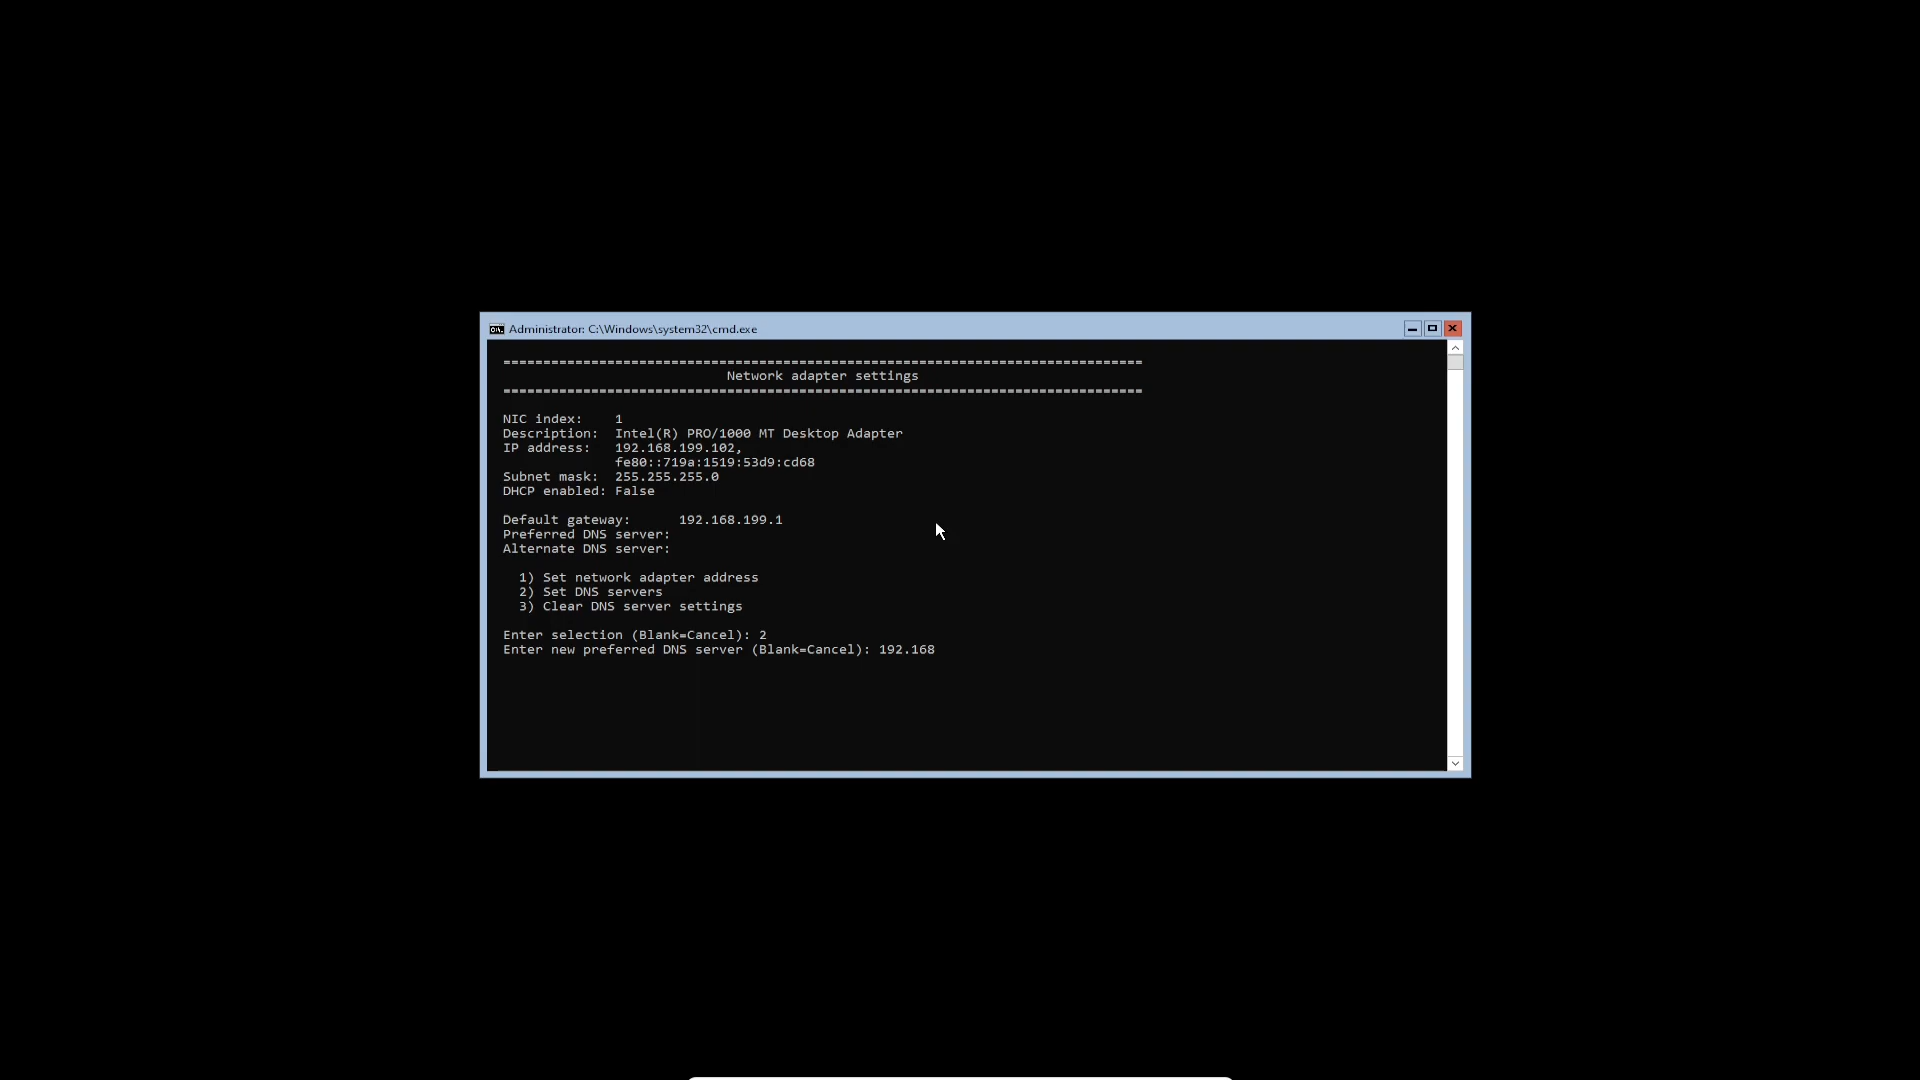 Administrator: C:\Windows\system32\cmd.exe
================================================================================
Network adapter settings
================================================================================
NIC index: 1
Description: Intel(R) PRO/1000 MT Desktop Adapter
IP address: 192.168.199.102,
fe80::719a:1519:53d9:cd68
Subnet mask: 255.255.255.0
DHCP enabled: False
Default gateway: 192.168.199.1
Preferred DNS server:
Alternate DNS server:
1) Set network adapter address
2) Set DNS servers
3) Clear DNS server settings
Enter selection (Blank=Cancel): 2
Enter new preferred DNS server (Blank=Cancel): 192.168